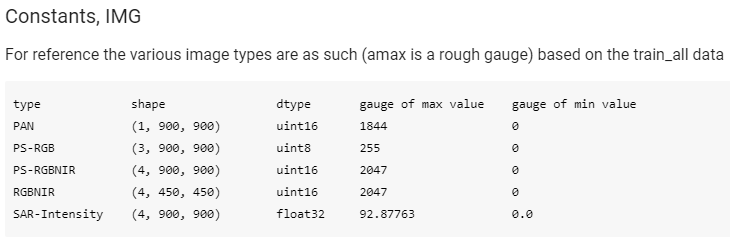 Constants, IMG
For reference the various image types are as such (amax is a rough gauge) based on the train_all data
type shape dtype gauge of max value gauge of min value
PAN (1, 900, 900) uint16 1844 0
PS-RGB (3, 900, 900) uint8 255 0
PS-RGBNIR (4, 900, 900) uint16 2047 0
RGBNIR (4, 450, 450) uint16 2047 0
SAR-Intensity (4, 900, 900) float32 92.87763 0.0